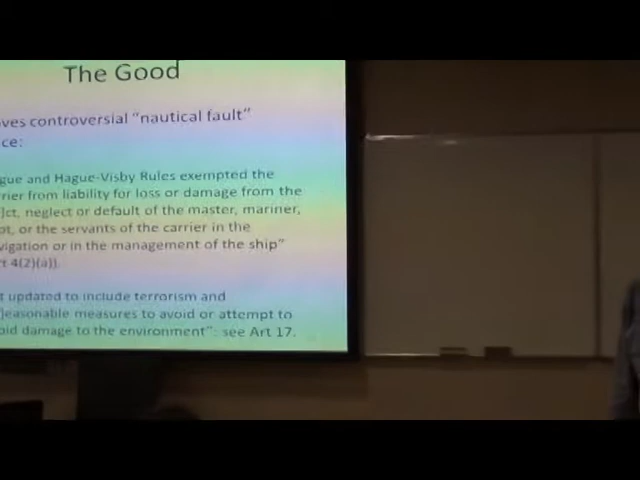 The Good
ves controversial “nautical fault”
ce:
gue and Hague-Visby Rules exempted the
rier from liability for loss or damage from the
]ct, neglect or default of the master, mariner,
ot, or the servants of the carrier in the
vigation or in the management of the ship”
rt 4(2)(a)).
t updated to include terrorism and
]easonable measures to avoid or attempt to
oid damage to the environment”: see Art 17.